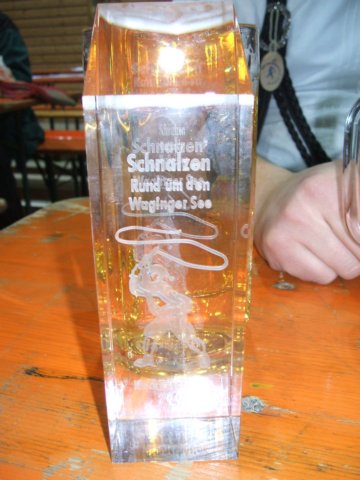 Schnalzen
Rund um den
Waginger See